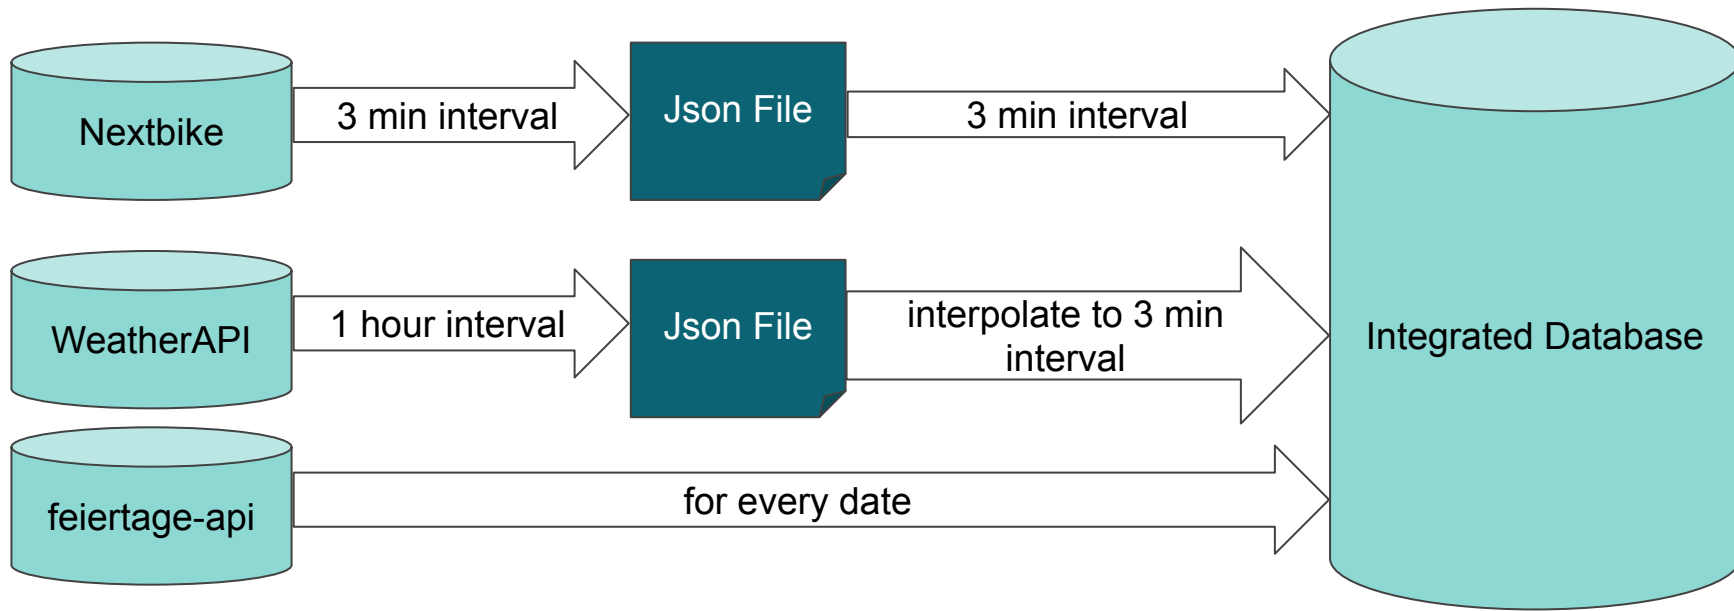 Nextbike
3 min interval
Json File
3 min interval
WeatherAPI
1 hour interval
Json File
interpolate to 3 min
interval
Integrated Database
feiertage-api
for every date